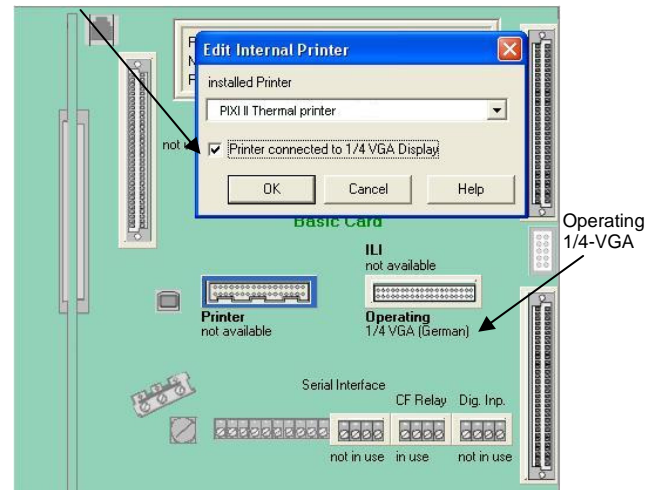 F
N
F
Edit Internal Printer
installed Printer
PIXI II Thermal printer
not i
Printer connected to 1/4 VGA Display
OK
Cancel
Help
Basic Card
Operating
1/4-VGA
ILI
not available
Printer
not available
Operating
1/4 VGA (German)
Serial Interface
CF Relay
Dig. Inp.
not in use
in use
not in use